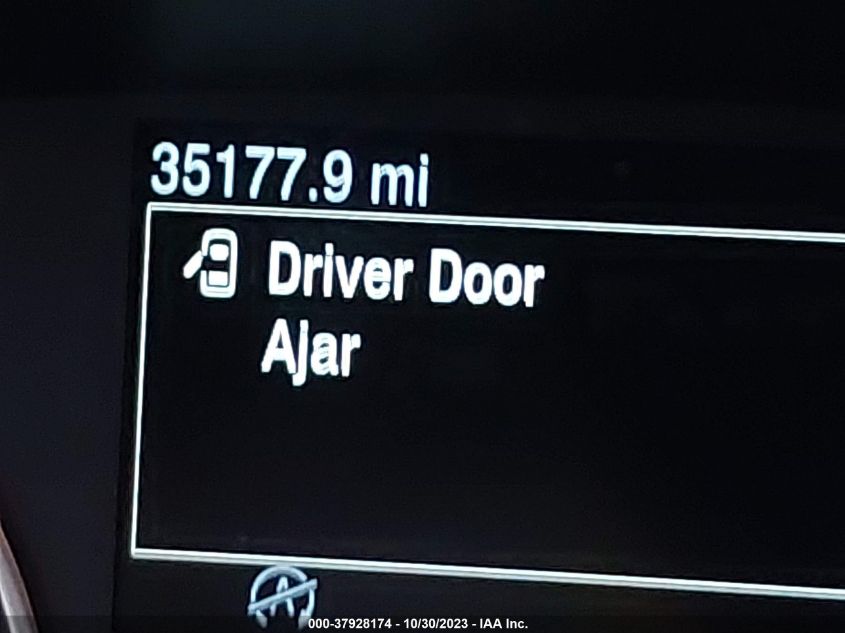 35177.9 mi
Driver Door
Ajar
A
000-37928174 - 10/30/2023 - IAA Inc.